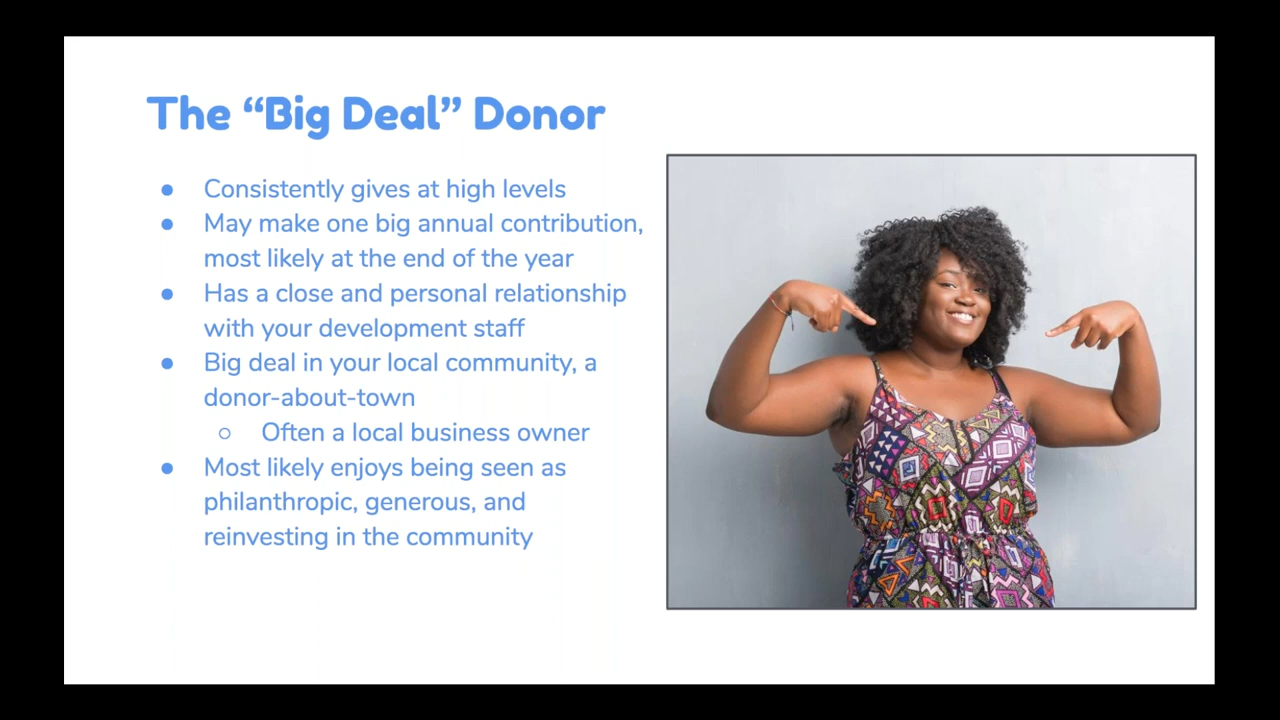 The “Big Deal” Donor
● Consistently gives at high levels
● May make one big annual contribution,
most likely at the end of the year
● Has a close and personal relationship
with your development staff
● Big deal in your local community, a
donor-about-town
○ Often a local business owner
● Most likely enjoys being seen as
philanthropic, generous, and
reinvesting in the community